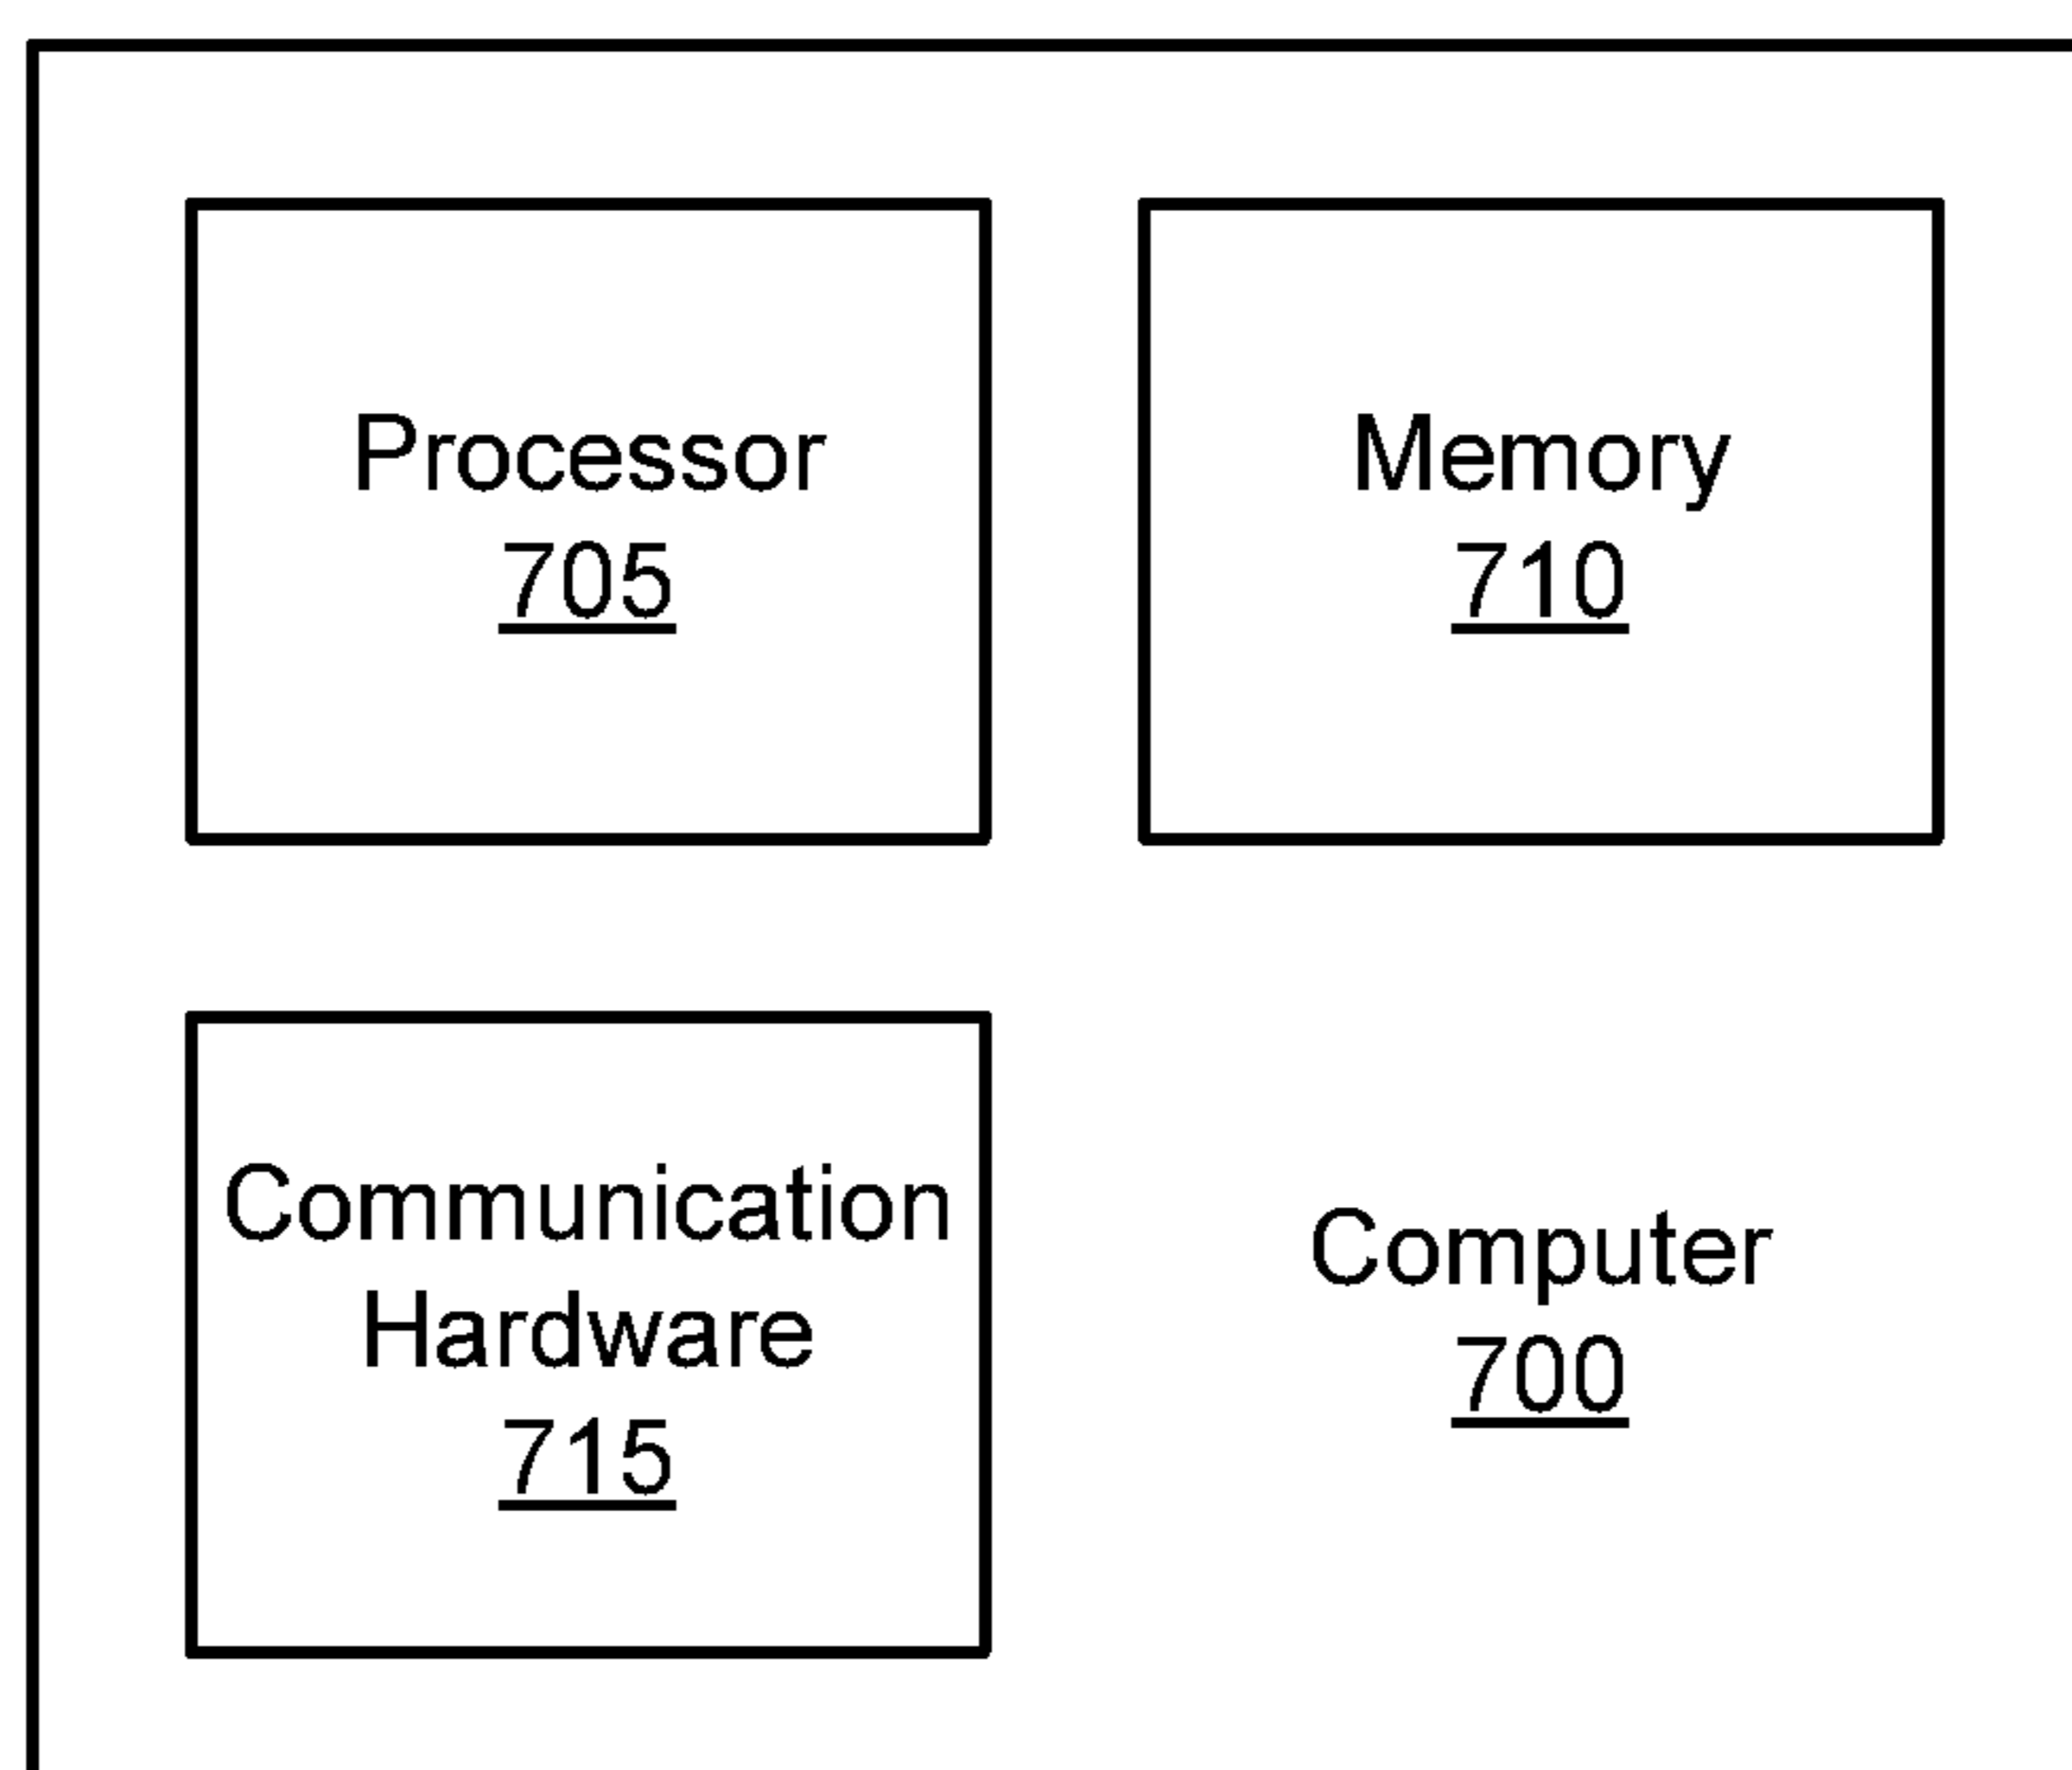 Processor
705
Memory
710
Communication
Hardware
715
Computer
700